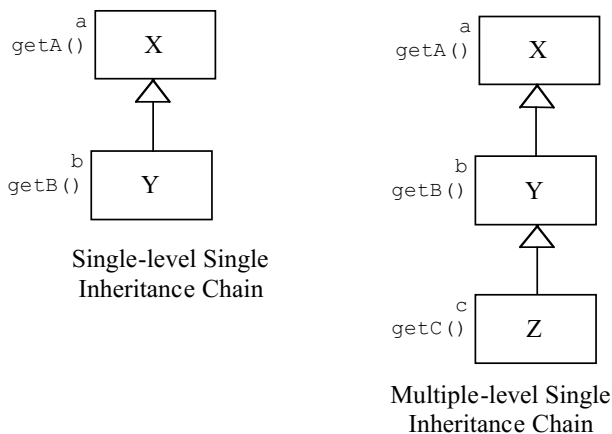 a
getA()
X
b
getB()
Y
Single-level Single
Inheritance Chain
a
getA()
X
b
getB()
Y
c
getC()
Z
Multiple-level Single
Inheritance Chain